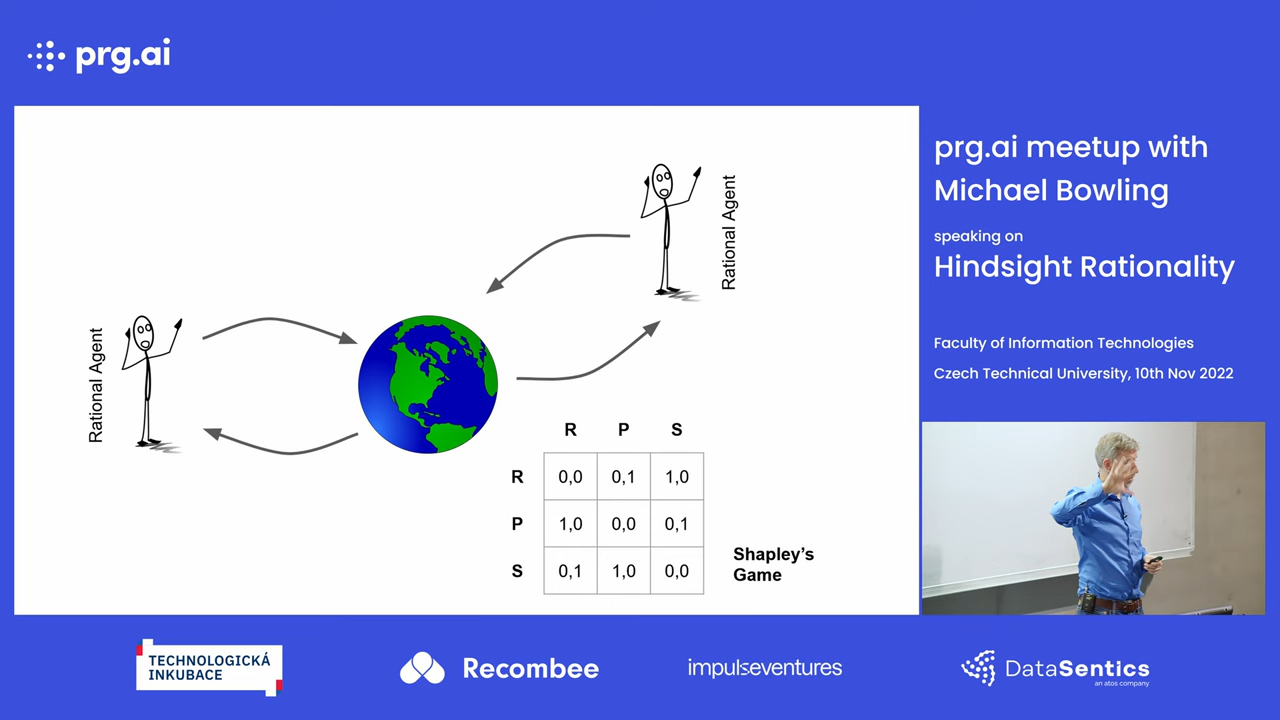 prg.ai
Rational Agent
Rational Agent
R P S
R 0,0 0,1 1,0
P 1,0 0,0 0,1
S 0,1 1,0 0,0
Shapley's
Game
prg.ai meetup with
Michael Bowling
speaking on
Hindsight Rationality
Faculty of Information Technologies
Czech Technical University, 10th Nov 2022
TECHNOLOGICKÁ
INKUBACE
Recombee
impulseventures
DataSentics
an atos company